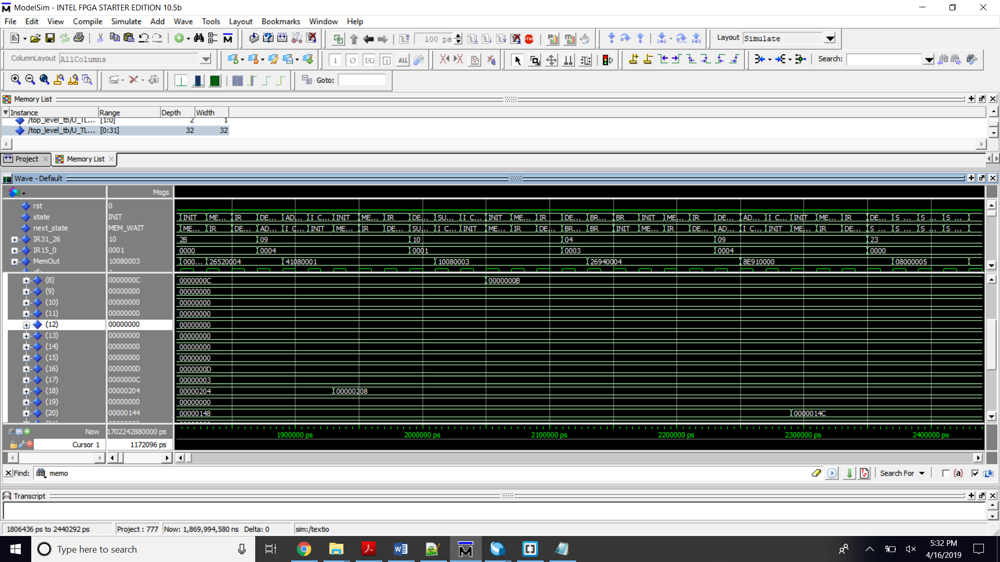 ModelSim - INTEL FPGA STARTER EDITION 10.5b
File Edit View Compile Simulate Add Wave Tools Layout Bookmarks Window Help
100 ps
Layout Simulate
ColumnLayout AllColumns
Search:
Goto:
Memory List
Instance Range Depth Width
/top_level_tb/U_TL... [1:0] 2 1
/top_level_tb/U_TL... [0:31] 32 32
Project Memory List
Wave - Default
Msgs
rst 0
state INIT INIT ME... IR DE... AD... I_C... INIT ME... IR DE... SU... I_C... INIT ME... IR DE... BR... BR INIT ME... IR DE... AD... I_C... INIT ME... IR DE... S ... S ... S ...
next_state MEM_WAIT ME... IR DE... AD... I_C... INIT ME... IR DE... SU... I_C... INIT ME... IR DE... BR... BR INIT ME... IR DE... AD... I_C... INIT ME... IR DE... S ... S ... S ...
IR31_26 10 2B 09 10 04 09 23
IR15_0 0001 0000 0004 0001 0003 0004 0000
MemOut 10080003 000... 26520004 41080001 10080003 26940004 8E910000 08000005
(8) 0000000C 0000000C 0000000B
(9) 00000000 00000000
(10) 00000000 00000000
(11) 00000000 00000000
(12) 00000000 00000000
(13) 00000000 00000000
(14) 00000000 00000000
(15) 00000000 00000000
(16) 0000000D 0000000D
(17) 0000000C 00000003
(18) 00000204 00000204 00000208
(19) 00000000 00000000
(20) 00000144 00000148 0000014C
Now 1702242880000 ps 1900000 ps 2000000 ps 2100000 ps 2200000 ps 2300000 ps 2400000 ps
Cursor 1 1172096 ps
Find: memo Search For
Transcript
1806436 ps to 2440292 ps Project : 777 Now: 1,869,994,580 ns Delta: 0 sim:/textio
Type here to search
5:32 PM
4/16/2019